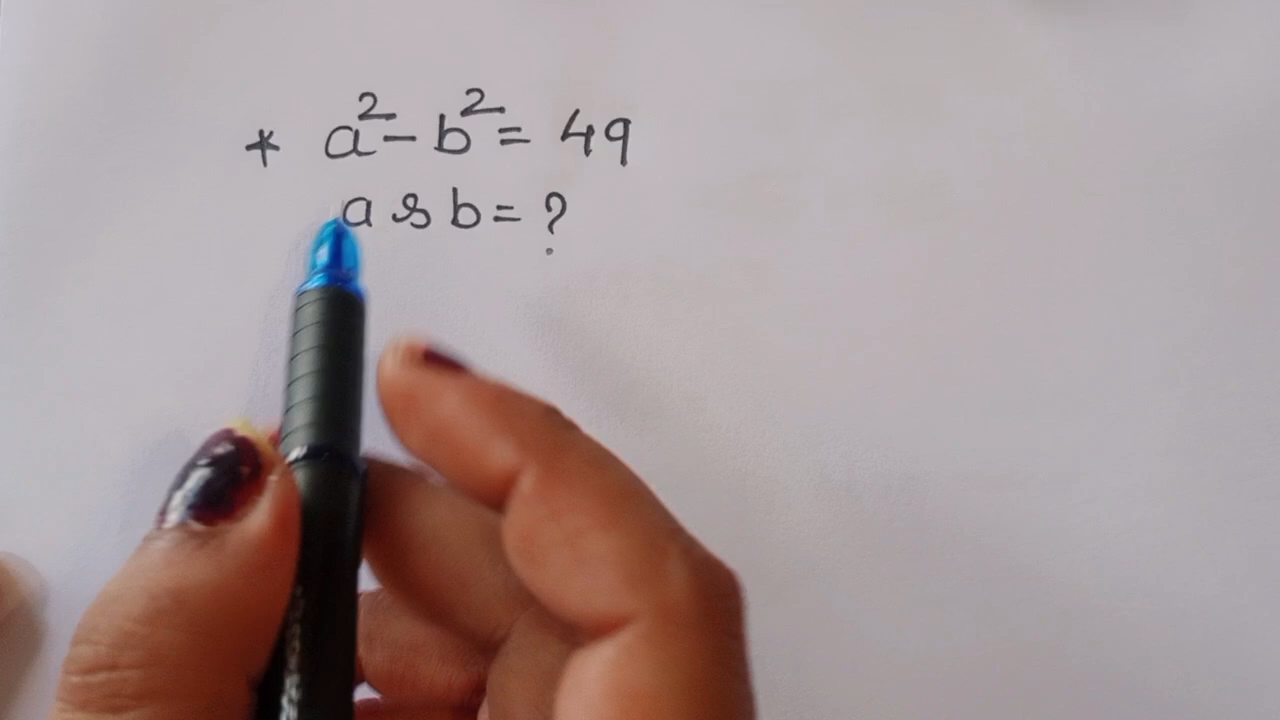 * a² - b² = 49
a & b = ?